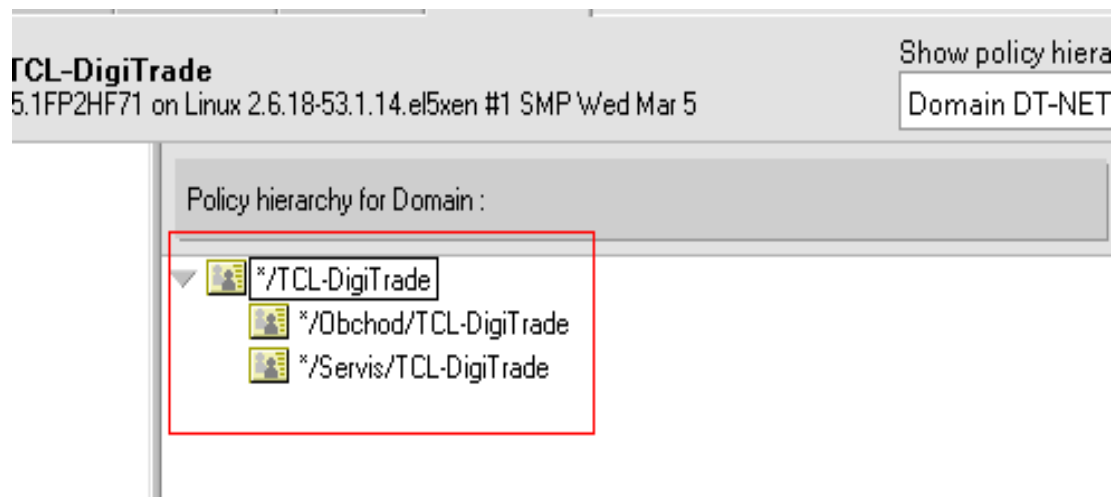 TCL-DigiTrade
5.1FP2HF71 on Linux 2.6.18-53.1.14.el5xen #1 SMP Wed Mar 5
Show policy hiera
Domain DT-NET
Policy hierarchy for Domain :
*/TCL-DigiTrade
*/Obchod/TCL-DigiTrade
*/Servis/TCL-DigiTrade